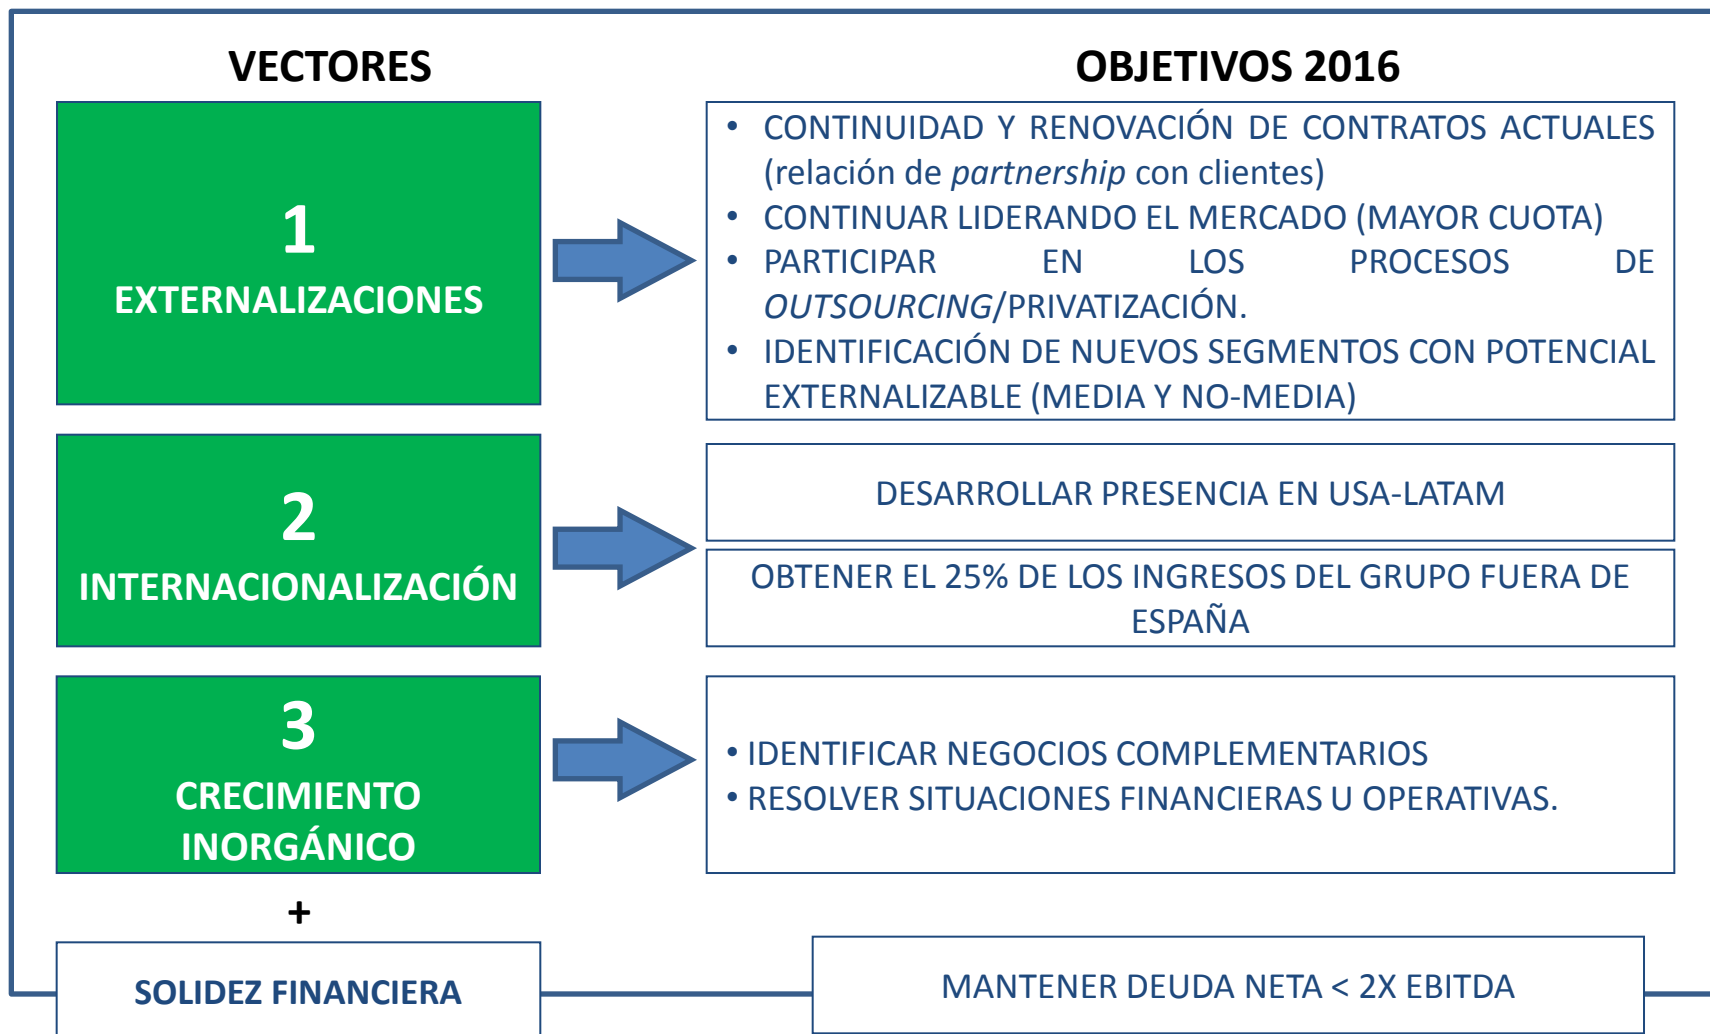 VECTORES
OBJETIVOS 2016
1
EXTERNALIZACIONES
• CONTINUIDAD Y RENOVACIÓN DE CONTRATOS ACTUALES
(relación de partnership con clientes)
• CONTINUAR LIDERANDO EL MERCADO (MAYOR CUOTA)
• PARTICIPAR EN LOS PROCESOS DE
OUTSOURCING/PRIVATIZACIÓN.
• IDENTIFICACIÓN DE NUEVOS SEGMENTOS CON POTENCIAL
EXTERNALIZABLE (MEDIA Y NO-MEDIA)
2
INTERNACIONALIZACIÓN
DESARROLLAR PRESENCIA EN USA-LATAM
OBTENER EL 25% DE LOS INGRESOS DEL GRUPO FUERA DE
ESPAÑA
3
CRECIMIENTO
INORGÁNICO
• IDENTIFICAR NEGOCIOS COMPLEMENTARIOS
• RESOLVER SITUACIONES FINANCIERAS U OPERATIVAS.
+
SOLIDEZ FINANCIERA
MANTENER DEUDA NETA < 2X EBITDA